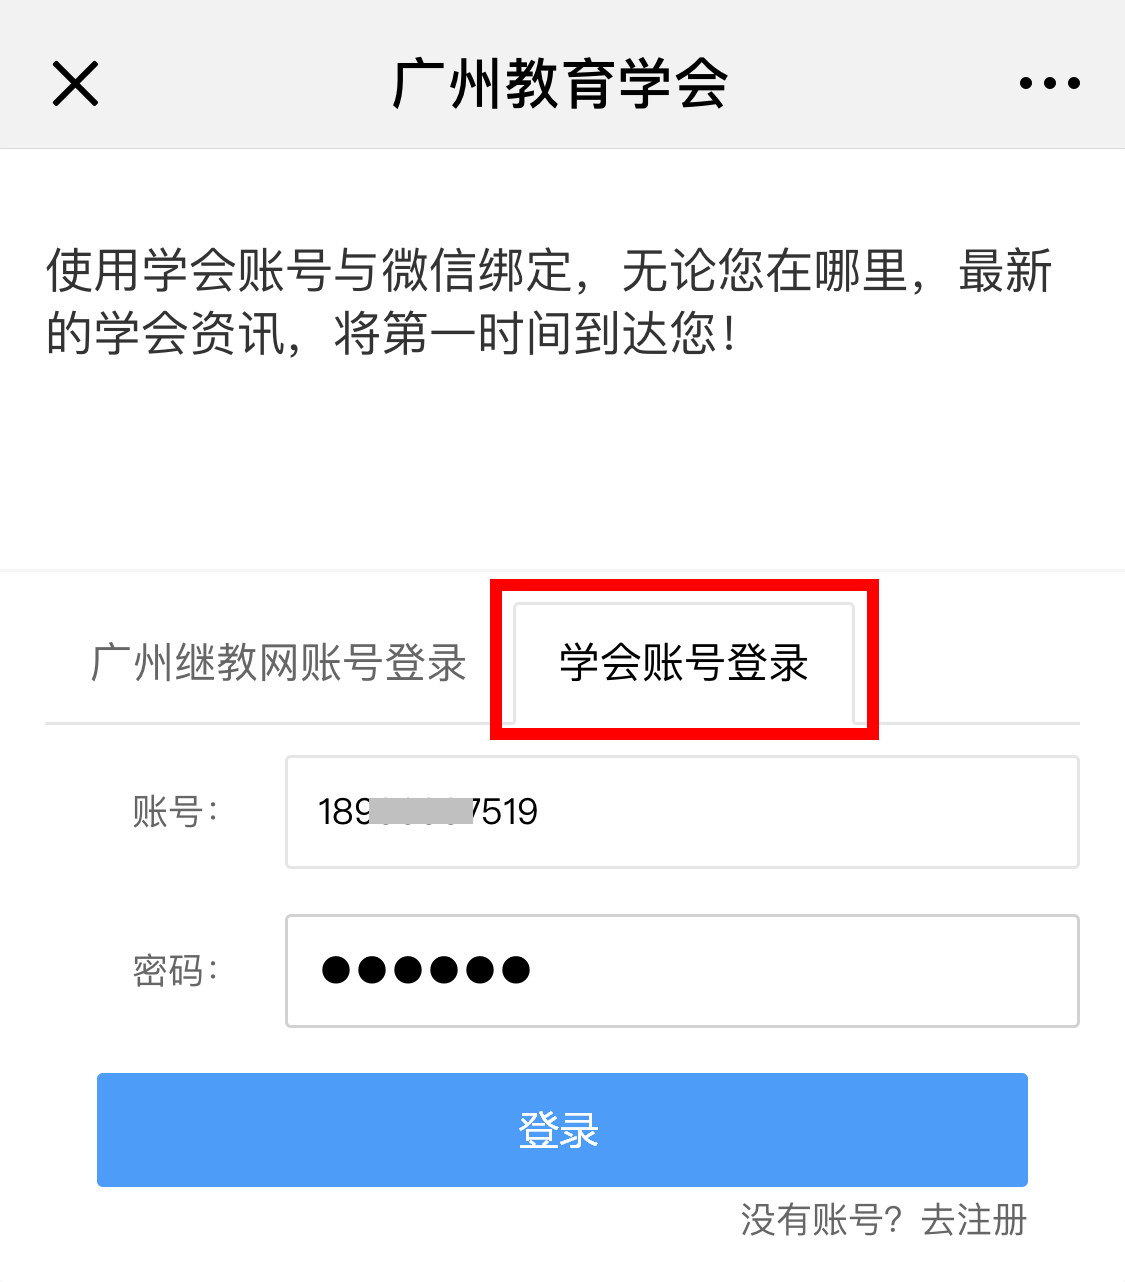 广州教育学会
使用学会账号与微信绑定，无论您在哪里，最新
的学会资讯，将第一时间到达您！
广州继教网账号登录
学会账号登录
账号：
189 7519
密码：
●●●●●●
登录
没有账号？去注册